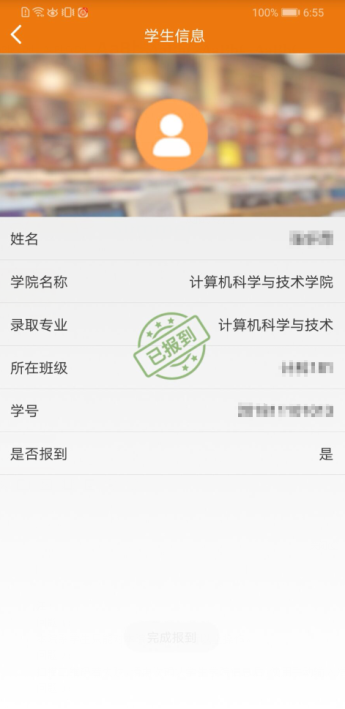 100% 6:55
学生信息
姓名
学院名称 计算机科学与技术学院
录取专业 计算机科学与技术
已报到
所在班级
学号
是否报到 是